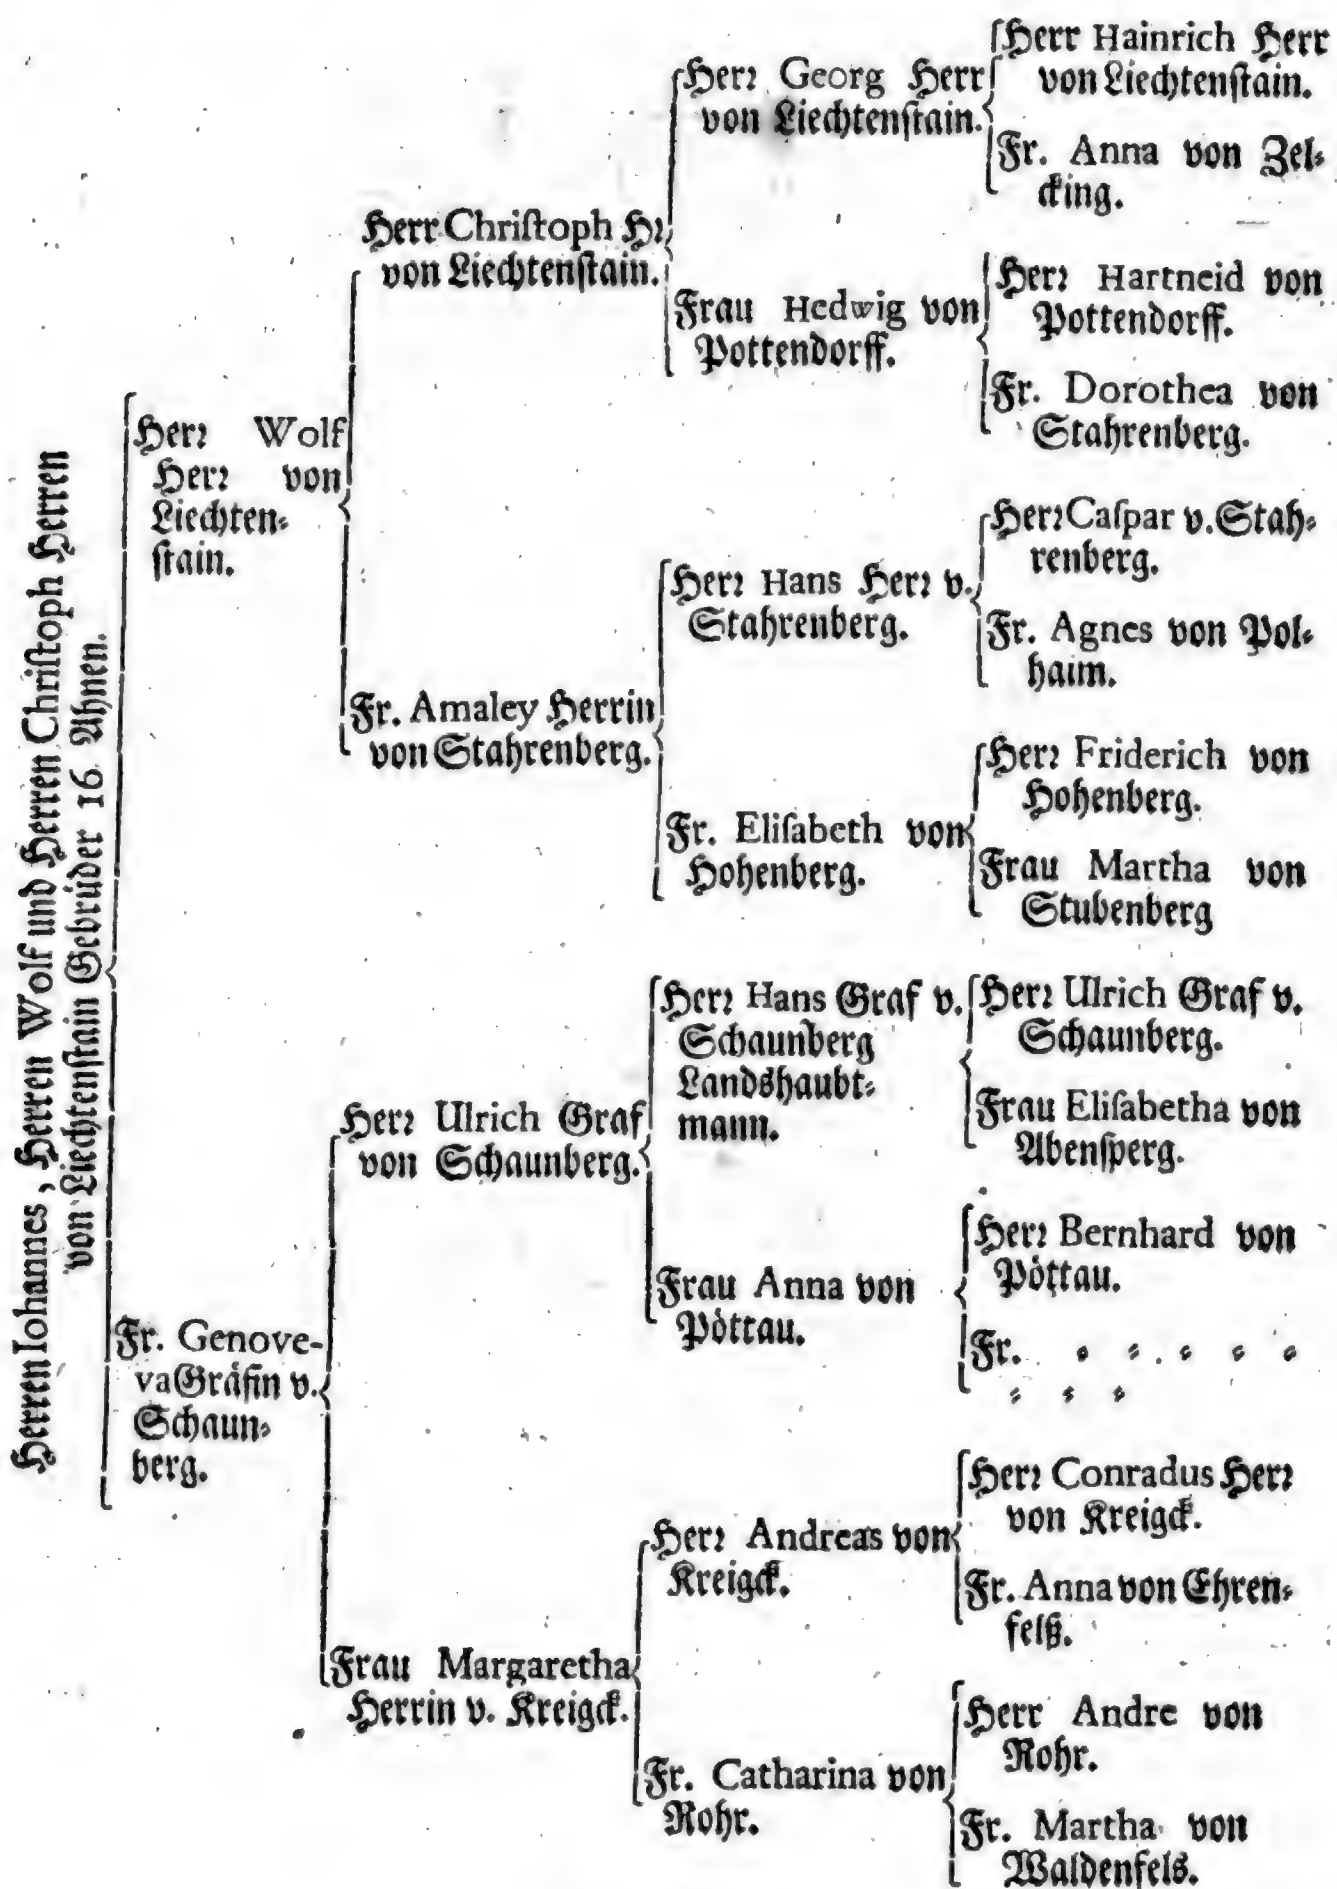 Herren Iohannes, Herren Wolf und Herren Christoph Herren
von Liechtenstain Gebrüder 16. Ahnen.
Herr Wolf
Herr von
Liechten-
stain.
Fr. Genove-
va Gräfin v.
Schaun-
berg.
Herr Christoph Hr
von Liechtenstain.
Fr. Amaley Herrin
von Stahrenberg.
Herr Ulrich Graf
von Schaunberg.
Frau Margaretha
Herrin v. Kreigck.
Herr Georg Herr
von Liechtenstain.
Frau Hedwig von
Pottendorff.
Herr Hans Herr v.
Stahrenberg.
Fr. Elisabeth von
Hohenberg.
Herr Hans Graf v.
Schaunberg
Landshaubt-
mann.
Frau Anna von
Pöttau.
Herr Andreas von
Kreigck.
Fr. Catharina von
Rohr.
Herr Hainrich Herr
von Liechtenstain.
Fr. Anna von Zel-
cking.
Herr Hartneid von
Pottendorff.
Fr. Dorothea von
Stahrenberg.
Herr Caspar v. Stah-
renberg.
Fr. Agnes von Pol-
haim.
Herr Friderich von
Hohenberg.
Frau Martha von
Stubenberg
Herr Ulrich Graf v.
Schaunberg.
Frau Elisabetha von
Abensperg.
Herr Bernhard von
Pöttau.
Fr. - - - - -
- - -
Herr Conradus Herr
von Kreigck.
Fr. Anna von Ehren-
felß.
Herr Andre von
Rohr.
Fr. Martha von
Waldenfels.